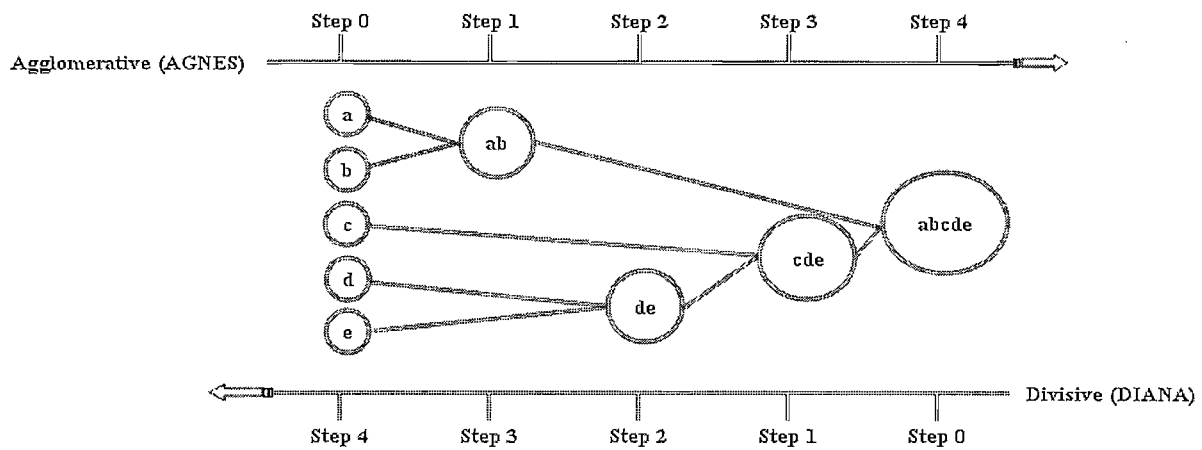 Step 0 Step 1 Step 2 Step 3 Step 4
Agglomerative (AGNES)
a
ab
b
c
abcde
cde
d
de
e
Divisive (DIANA)
Step 4 Step 3 Step 2 Step 1 Step 0